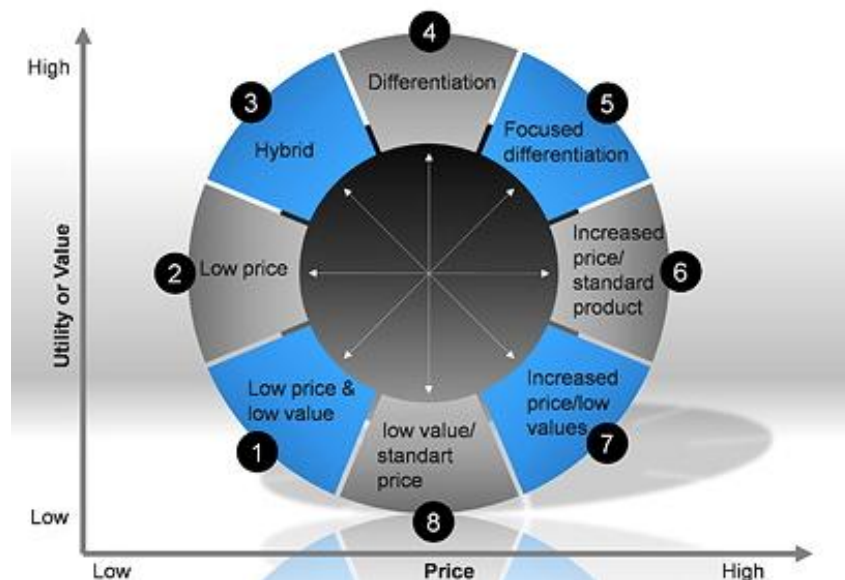 4
High
Differentiation
3
5
Hybrid
Focused
differentiation
Utility or Value
2
Low price
Increased
price/
standard
product
6
Low price &
low value
Increased
price/low
values
1
low value/
standart
price
7
Low
8
Low
Price
High